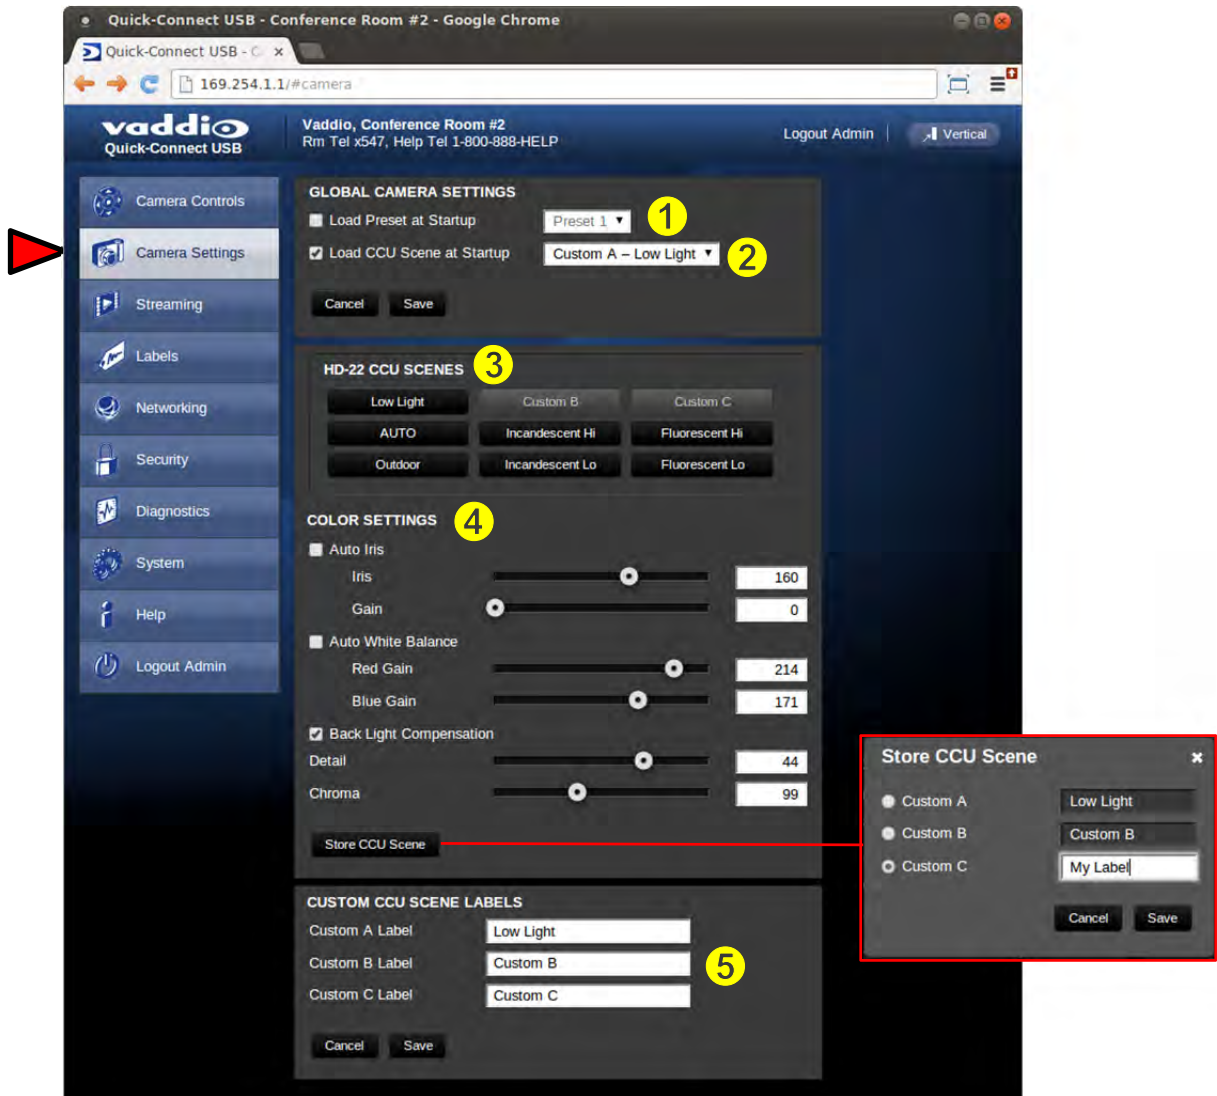 Quick-Connect USB - Conference Room #2 - Google Chrome
Quick-Connect USB - C
169.254.1.1/#camera
vaddio
Quick-Connect USB
Vaddio, Conference Room #2
Rm Tel x547, Help Tel 1-800-888-HELP
Logout Admin
Vertical
Camera Controls
Camera Settings
Streaming
Labels
Networking
Security
Diagnostics
System
Help
Logout Admin
GLOBAL CAMERA SETTINGS
Load Preset at Startup Preset 1 1
Load CCU Scene at Startup Custom A – Low Light 2
Cancel Save
HD-22 CCU SCENES 3
Low Light Custom B Custom C
AUTO Incandescent Hi Fluorescent Hi
Outdoor Incandescent Lo Fluorescent Lo
COLOR SETTINGS 4
Auto Iris
Iris 160
Gain 0
Auto White Balance
Red Gain 214
Blue Gain 171
Back Light Compensation
Detail 44
Chroma 99
Store CCU Scene
Store CCU Scene
Custom A Low Light
Custom B Custom B
Custom C My Label
Cancel Save
CUSTOM CCU SCENE LABELS
Custom A Label Low Light
Custom B Label Custom B 5
Custom C Label Custom C
Cancel Save